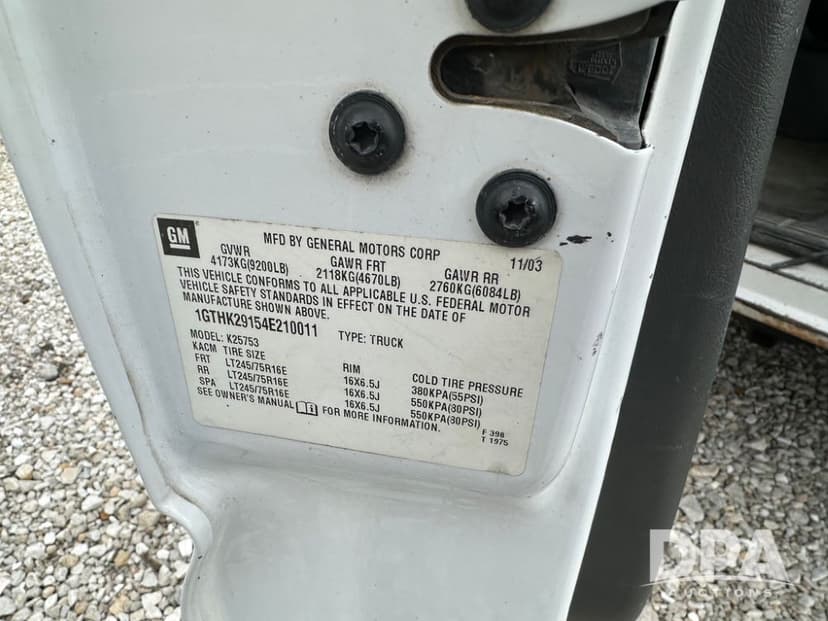 GM
MFD BY GENERAL MOTORS CORP 11/03
GVWR GAWR FRT GAWR RR
4173KG(9200LB) 2118KG(4670LB) 2760KG(6084LB)
THIS VEHICLE CONFORMS TO ALL APPLICABLE U.S. FEDERAL MOTOR
VEHICLE SAFETY STANDARDS IN EFFECT ON THE DATE OF
MANUFACTURE SHOWN ABOVE.
1GTHK29154E210011 TYPE: TRUCK
MODEL: K25753
KACM TIRE SIZE RIM COLD TIRE PRESSURE
FRT LT245/75R16E 16X6.5J 380KPA(55PSI)
RR LT245/75R16E 16X6.5J 550KPA(80PSI)
SPA LT245/75R16E 16X6.5J 550KPA(80PSI)
SEE OWNER'S MANUAL FOR MORE INFORMATION.
F 398
T 1975
DPA
AUCTIONS